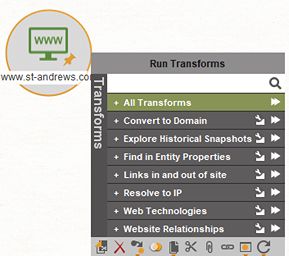 WWW
www.st-andrews.co
Run Transforms
Transforms
+ All Transforms
+ Convert to Domain
+ Explore Historical Snapshots
+ Find in Entity Properties
+ Links in and out of site
+ Resolve to IP
+ Web Technologies
+ Website Relationships